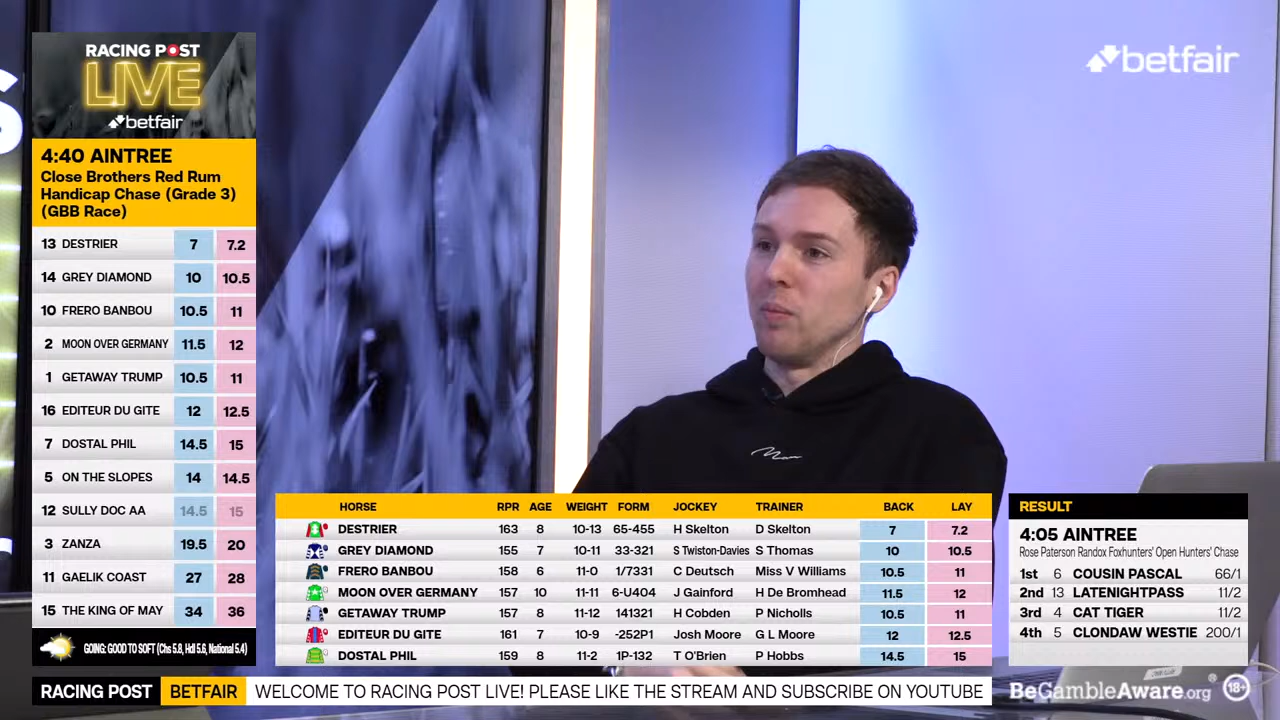 S
RACING POST
LIVE
betfair
betfair
4:40 AINTREE
Close Brothers Red Rum
Handicap Chase (Grade 3)
(GBB Race)
13 DESTRIER 7 7.2
14 GREY DIAMOND 10 10.5
10 FRERO BANBOU 10.5 11
2 MOON OVER GERMANY 11.5 12
1 GETAWAY TRUMP 10.5 11
16 EDITEUR DU GITE 12 12.5
7 DOSTAL PHIL 14.5 15
5 ON THE SLOPES 14 14.5
12 SULLY DOC AA 14.5 15
3 ZANZA 19.5 20
11 GAELIK COAST 27 28
15 THE KING OF MAY 34 36
GOING: GOOD TO SOFT (Chs 5.8, Hdl 5.6, National 5.4)
HORSE RPR AGE WEIGHT FORM JOCKEY TRAINER BACK LAY
DESTRIER 163 8 10-13 65-455 H Skelton D Skelton 7 7.2
GREY DIAMOND 155 7 10-11 33-321 S Twiston-Davies S Thomas 10 10.5
FRERO BANBOU 158 6 11-0 1/7331 C Deutsch Miss V Williams 10.5 11
MOON OVER GERMANY 157 10 11-11 6-U404 J Gainford H De Bromhead 11.5 12
GETAWAY TRUMP 157 8 11-12 141321 H Cobden P Nicholls 10.5 11
EDITEUR DU GITE 161 7 10-9 -252P1 Josh Moore G L Moore 12 12.5
DOSTAL PHIL 159 8 11-2 1P-132 T O'Brien P Hobbs 14.5 15
RESULT
4:05 AINTREE
Rose Paterson Randox Foxhunters' Open Hunters' Chase
1st 6 COUSIN PASCAL 66/1
2nd 13 LATENIGHTPASS 11/2
3rd 4 CAT TIGER 11/2
4th 5 CLONDAW WESTIE 200/1
RACING POST BETFAIR WELCOME TO RACING POST LIVE! PLEASE LIKE THE STREAM AND SUBSCRIBE ON YOUTUBE
BeGambleAware.org® 18+